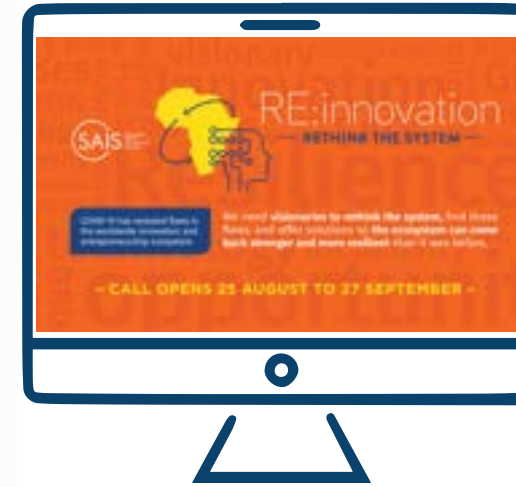 RE:innovation
SAIS
RETHINK THE SYSTEM
COVID-19 has revealed flaws in
the worldwide innovation and
entrepreneurship ecosystem.
We need visionaries to rethink the system, find these
flaws, and offer solutions so the ecosystem can come
back stronger and more resilient than it was before.
– CALL OPENS 25 AUGUST TO 27 SEPTEMBER –